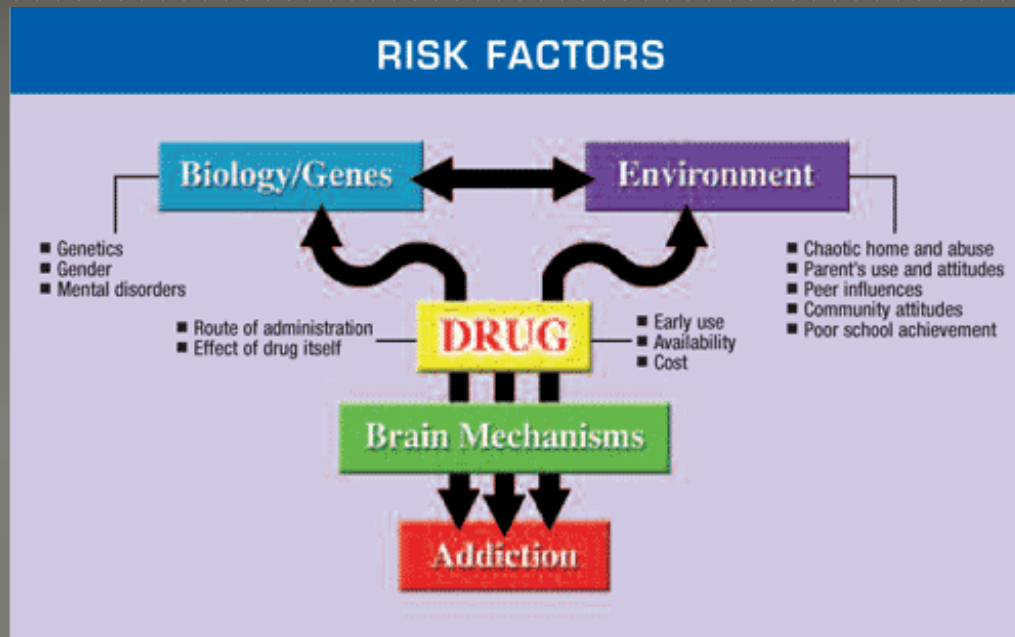 RISK FACTORS
Biology/Genes
Environment
■ Genetics
■ Gender
■ Mental disorders
■ Chaotic home and abuse
■ Parent's use and attitudes
■ Peer influences
■ Community attitudes
■ Poor school achievement
■ Route of administration
■ Effect of drug itself
DRUG
■ Early use
■ Availability
■ Cost
Brain Mechanisms
Addiction